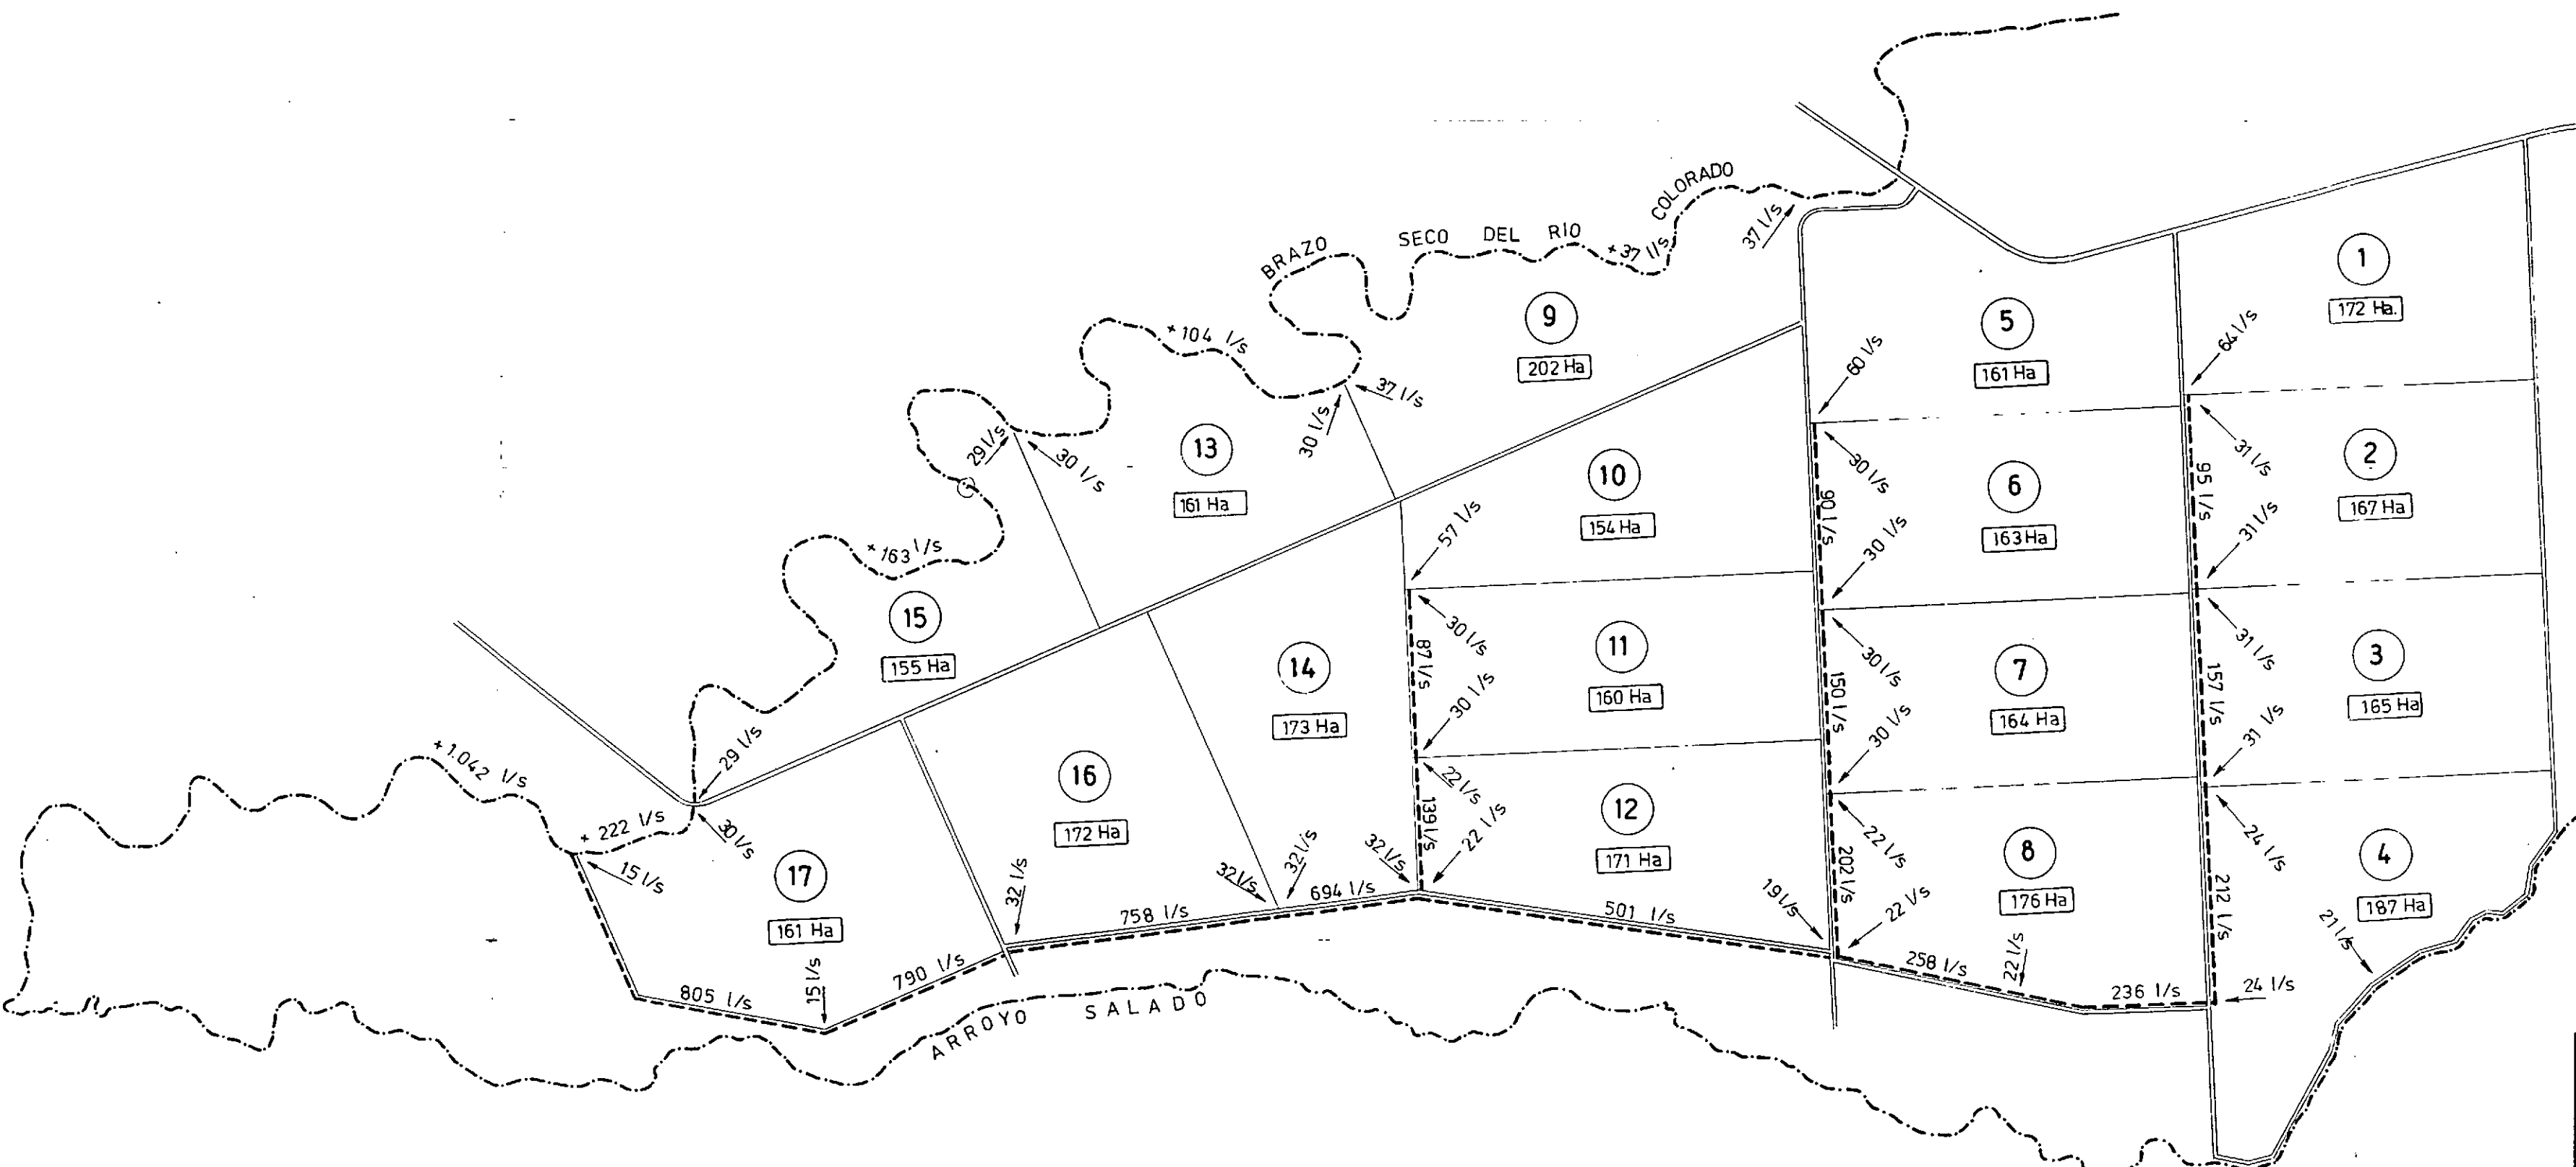 BRAZO SECO DEL RIO COLORADO
+37 l/s
37 l/s
+104 l/s
37 l/s
30 l/s
29 l/s
30 l/s
+163 l/s
29 l/s
30 l/s
+1.042 l/s
+ 222 l/s
15 l/s
1
172 Ha.
64 l/s
5
161 Ha
60 l/s
9
202 Ha
13
161 Ha
15
155 Ha
2
167 Ha
31 l/s
95 l/s
31 l/s
6
163 Ha
30 l/s
90 l/s
30 l/s
10
154 Ha
57 l/s
3
165 Ha
31 l/s
157 l/s
31 l/s
7
164 Ha
30 l/s
150 l/s
30 l/s
11
160 Ha
30 l/s
87 l/s
30 l/s
14
173 Ha
16
172 Ha
4
187 Ha
24 l/s
212 l/s
21 l/s
24 l/s
8
176 Ha
22 l/s
202 l/s
22 l/s
22 l/s
258 l/s
236 l/s
12
171 Ha
22 l/s
139 l/s
22 l/s
19 l/s
501 l/s
32 l/s
32 l/s
32 l/s
694 l/s
758 l/s
32 l/s
17
161 Ha
15 l/s
790 l/s
805 l/s
ARROYO SALADO